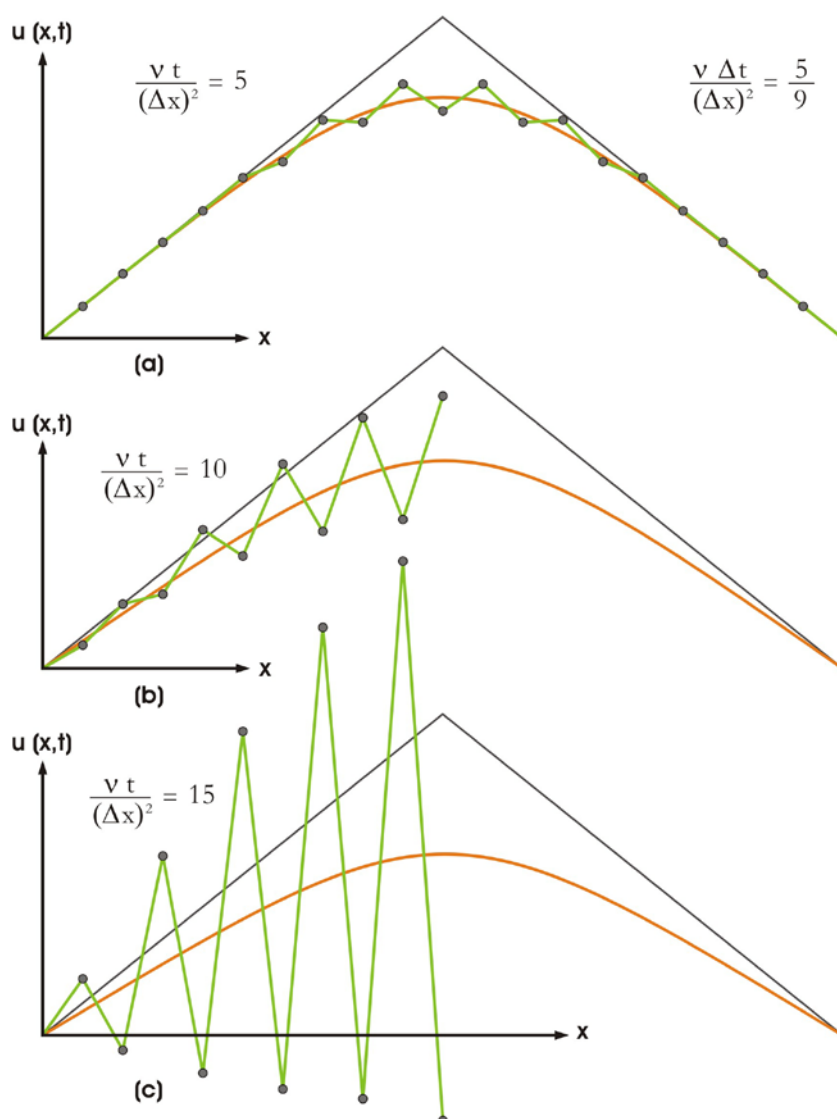 u (x,t)
ν t / (Δx)² = 5
ν Δt / (Δx)² = 5/9
x
(a)
u (x,t)
ν t / (Δx)² = 10
x
(b)
u (x,t)
ν t / (Δx)² = 15
x
(c)